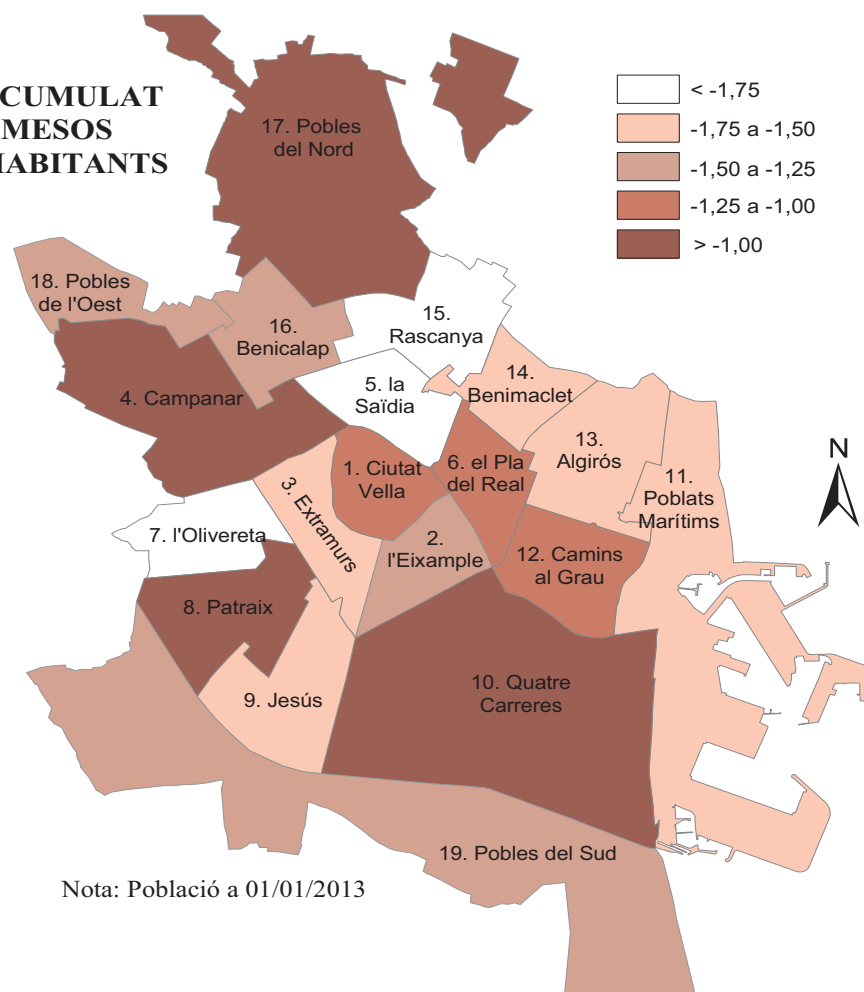 CUMULAT
MESOS
HABITANTS
< -1,75
-1,75 a -1,50
-1,50 a -1,25
-1,25 a -1,00
> -1,00
17. Pobles
del Nord
18. Pobles
de l'Oest
16.
Benicalap
15.
Rascanya
4. Campanar
5. la
Saïdia
14.
Benimaclet
13.
Algirós
11.
Poblats
Marítims
N
1. Ciutat
Vella
6. el Pla
del Real
3. Extramurs
7. l'Olivereta
2.
l'Eixample
12. Camins
al Grau
8. Patraix
9. Jesús
10. Quatre
Carreres
19. Pobles del Sud
Nota: Població a 01/01/2013